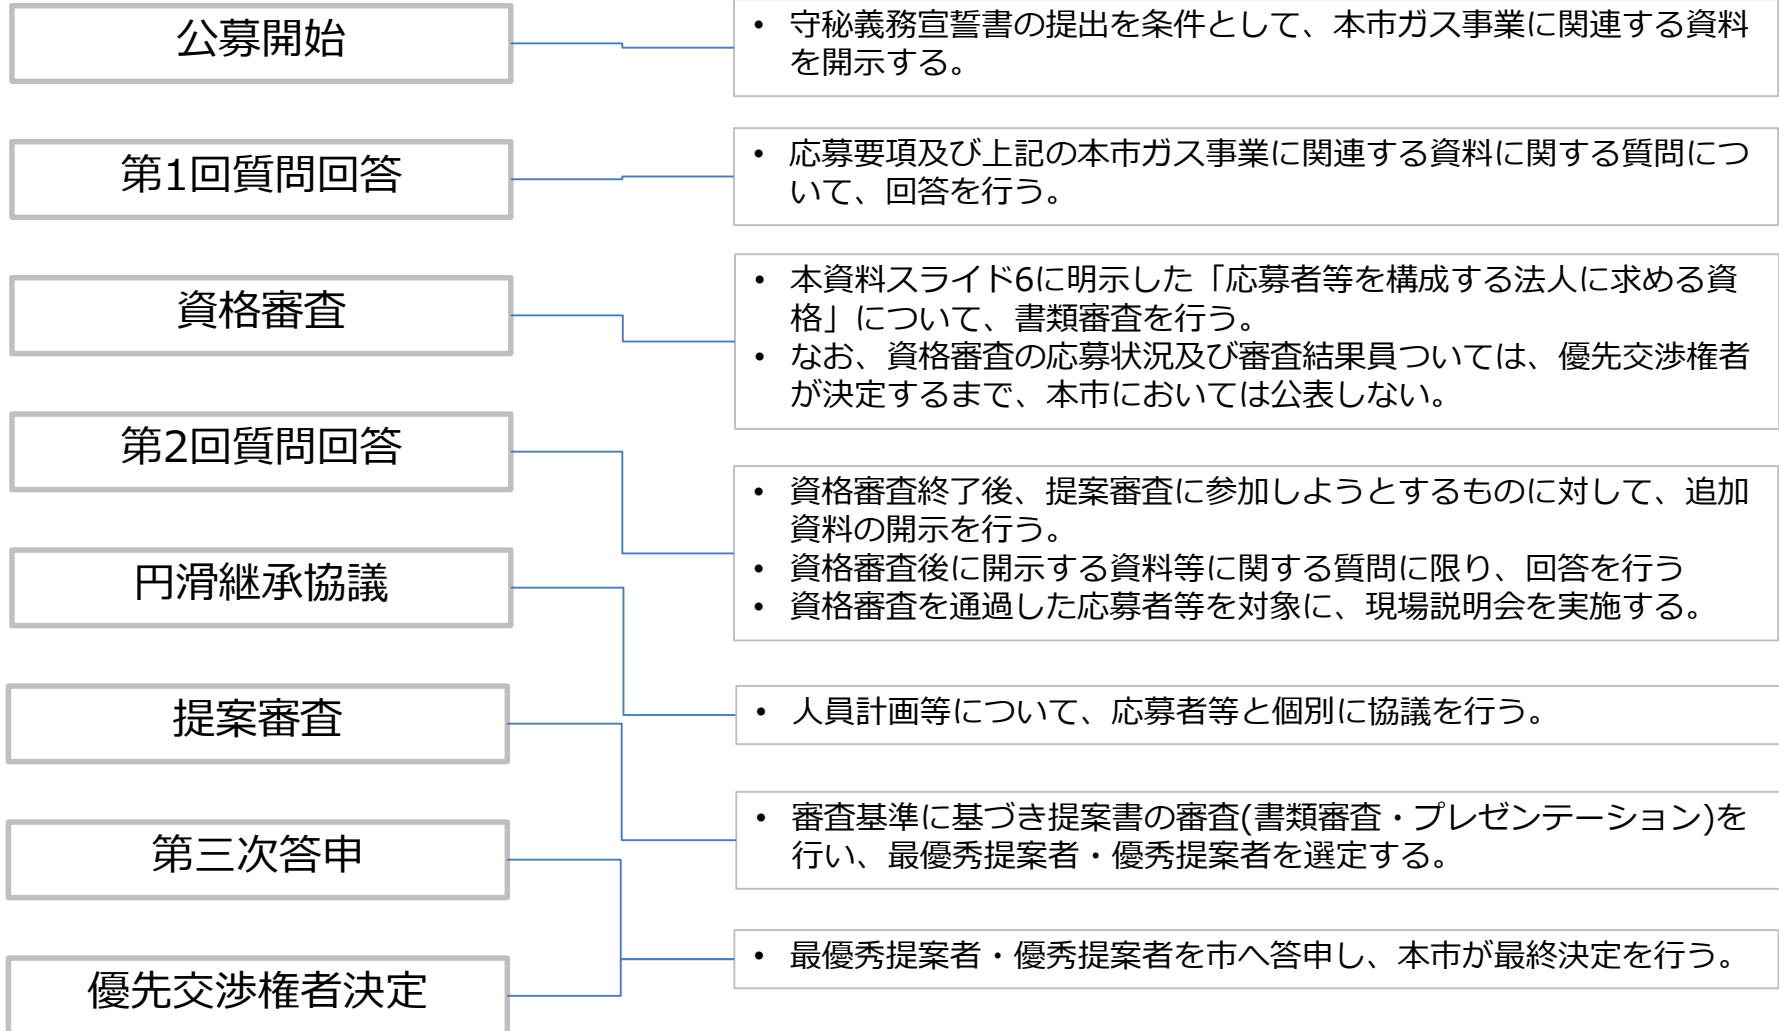 公募開始
• 守秘義務宣誓書の提出を条件として、本市ガス事業に関連する資料
を開示する。
第1回質問回答
• 応募要項及び上記の本市ガス事業に関連する資料に関する質問につ
いて、回答を行う。
資格審査
• 本資料スライド6に明示した「応募者等を構成する法人に求める資
格」について、書類審査を行う。
• なお、資格審査の応募状況及び審査結果員ついては、優先交渉権者
が決定するまで、本市においては公表しない。
第2回質問回答
• 資格審査終了後、提案審査に参加しようとするものに対して、追加
資料の開示を行う。
• 資格審査後に開示する資料等に関する質問に限り、回答を行う
• 資格審査を通過した応募者等を対象に、現場説明会を実施する。
円滑継承協議
• 人員計画等について、応募者等と個別に協議を行う。
提案審査
• 審査基準に基づき提案書の審査(書類審査・プレゼンテーション)を
行い、最優秀提案者・優秀提案者を選定する。
第三次答申
• 最優秀提案者・優秀提案者を市へ答申し、本市が最終決定を行う。
優先交渉権者決定